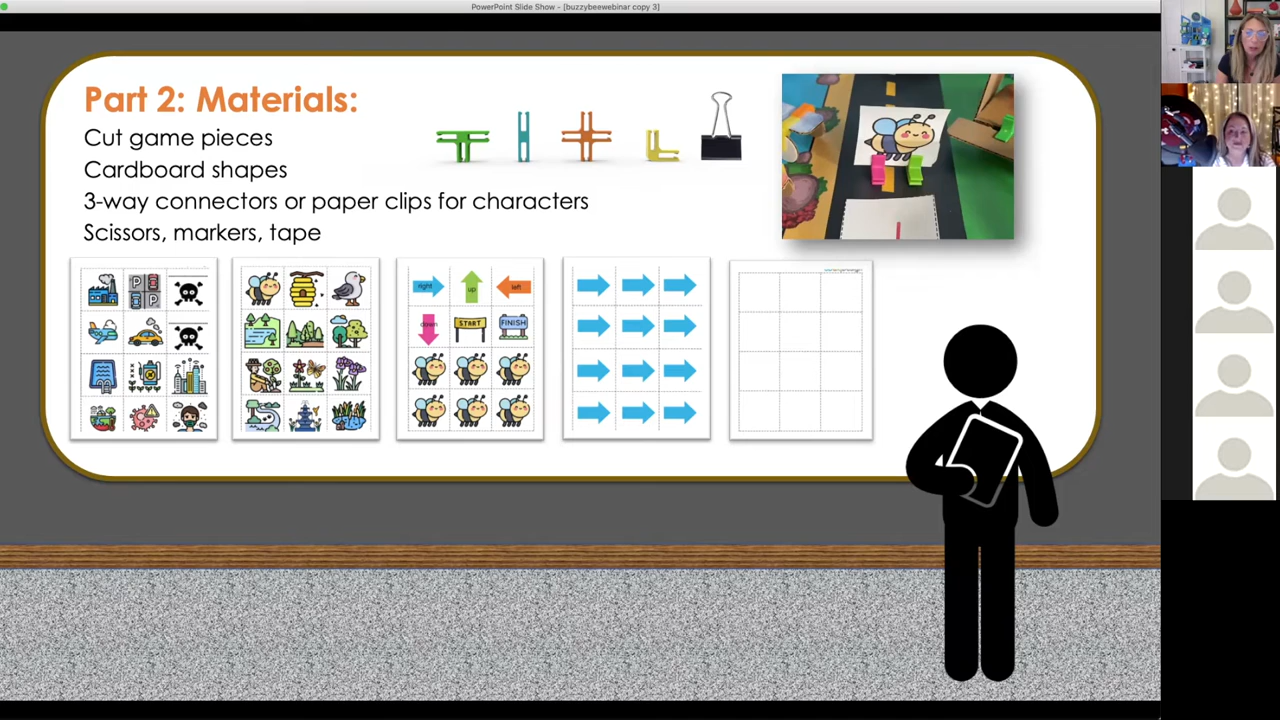 PowerPoint Slide Show - [buzzybeewebinar copy 3]
Part 2: Materials:
Cut game pieces
Cardboard shapes
3-way connectors or paper clips for characters
Scissors, markers, tape
P
P
right
up
left
down
START
FINISH